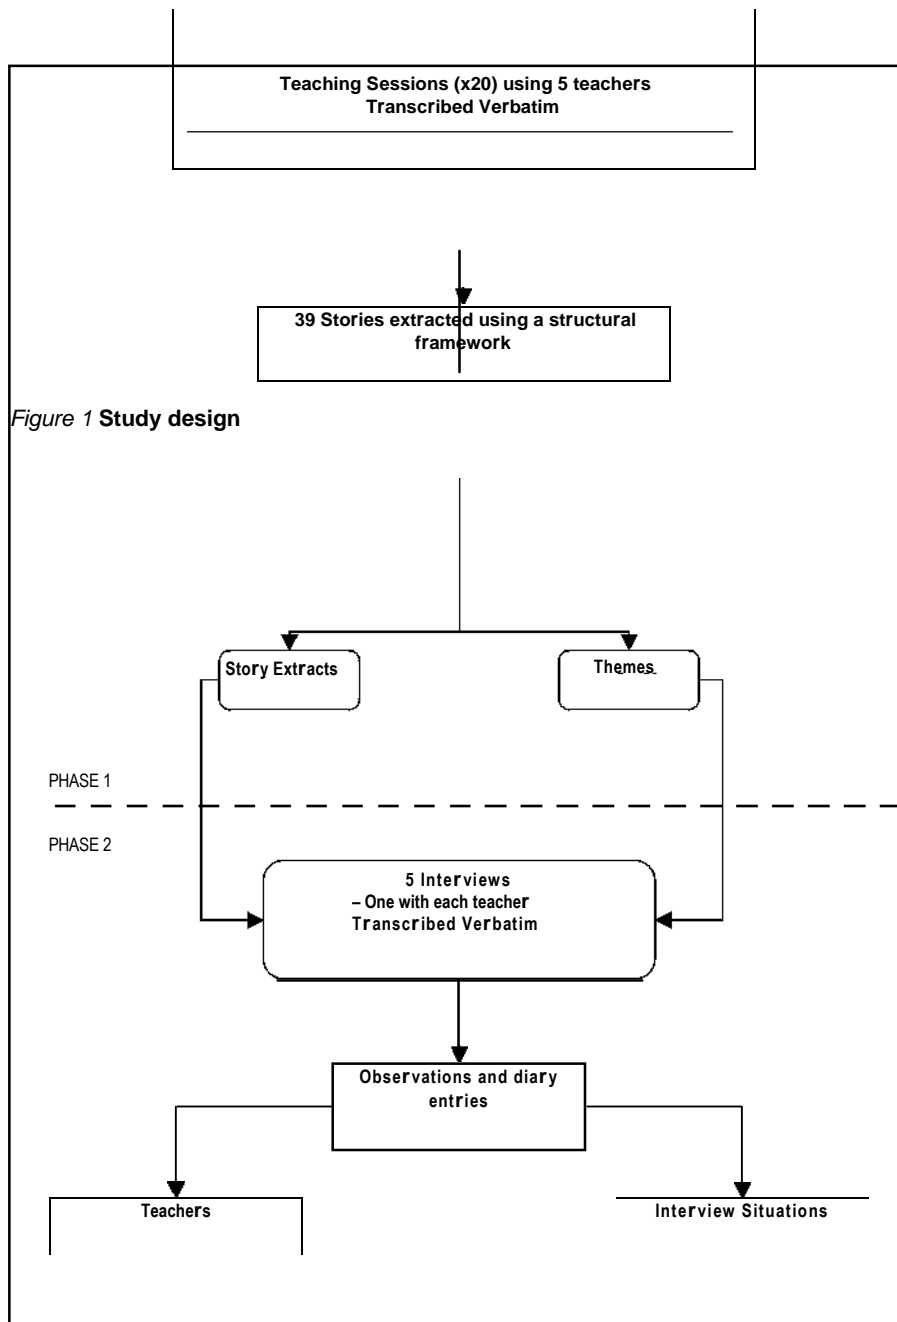 Teaching Sessions (x20) using 5 teachers
Transcribed Verbatim
39 Stories extracted using a structural
framework
Figure 1 Study design
Story Extracts
Themes
PHASE 1
PHASE 2
5 Interviews
– One with each teacher
Transcribed Verbatim
Observations and diary
entries
Teachers
Interview Situations